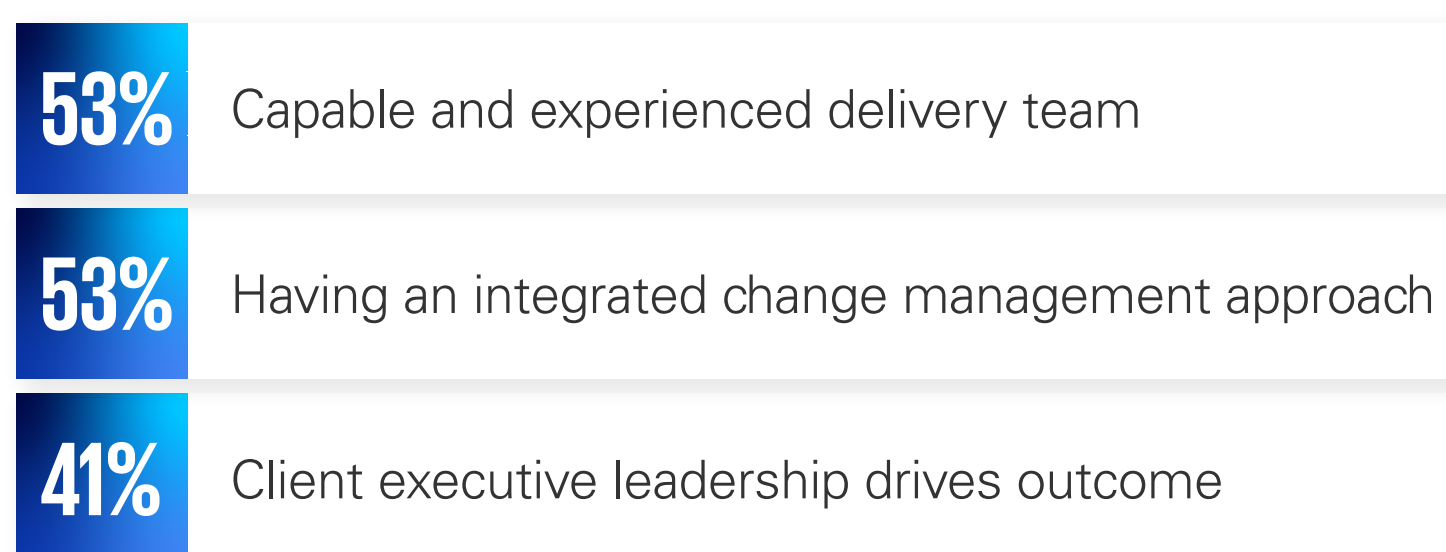 53% Capable and experienced delivery team
53% Having an integrated change management approach
41% Client executive leadership drives outcome